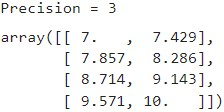 Precision = 3
array([[ 7.   ,  7.429],
       [ 7.857,  8.286],
       [ 8.714,  9.143],
       [ 9.571, 10.   ]])